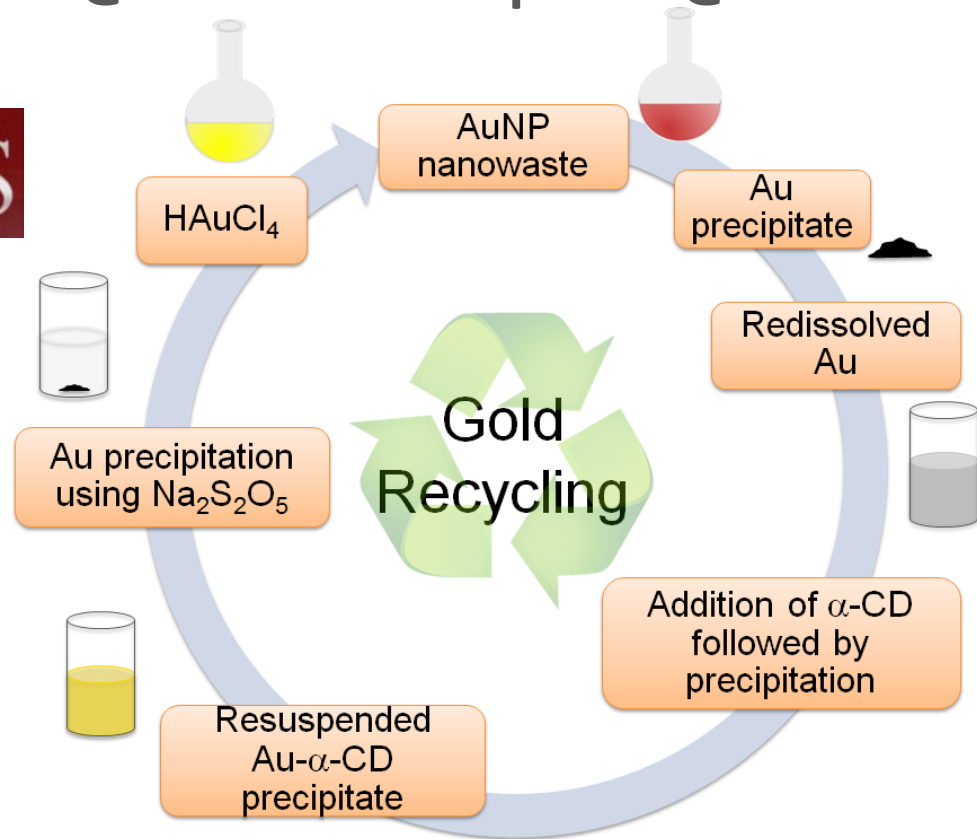 AuNP
nanowaste
Au
precipitate
Redissolved
Au
Addition of α-CD
followed by
precipitation
Resuspended
Au-α-CD
precipitate
Au precipitation
using Na₂S₂O₅
HAuCl₄
Gold
Recycling
S